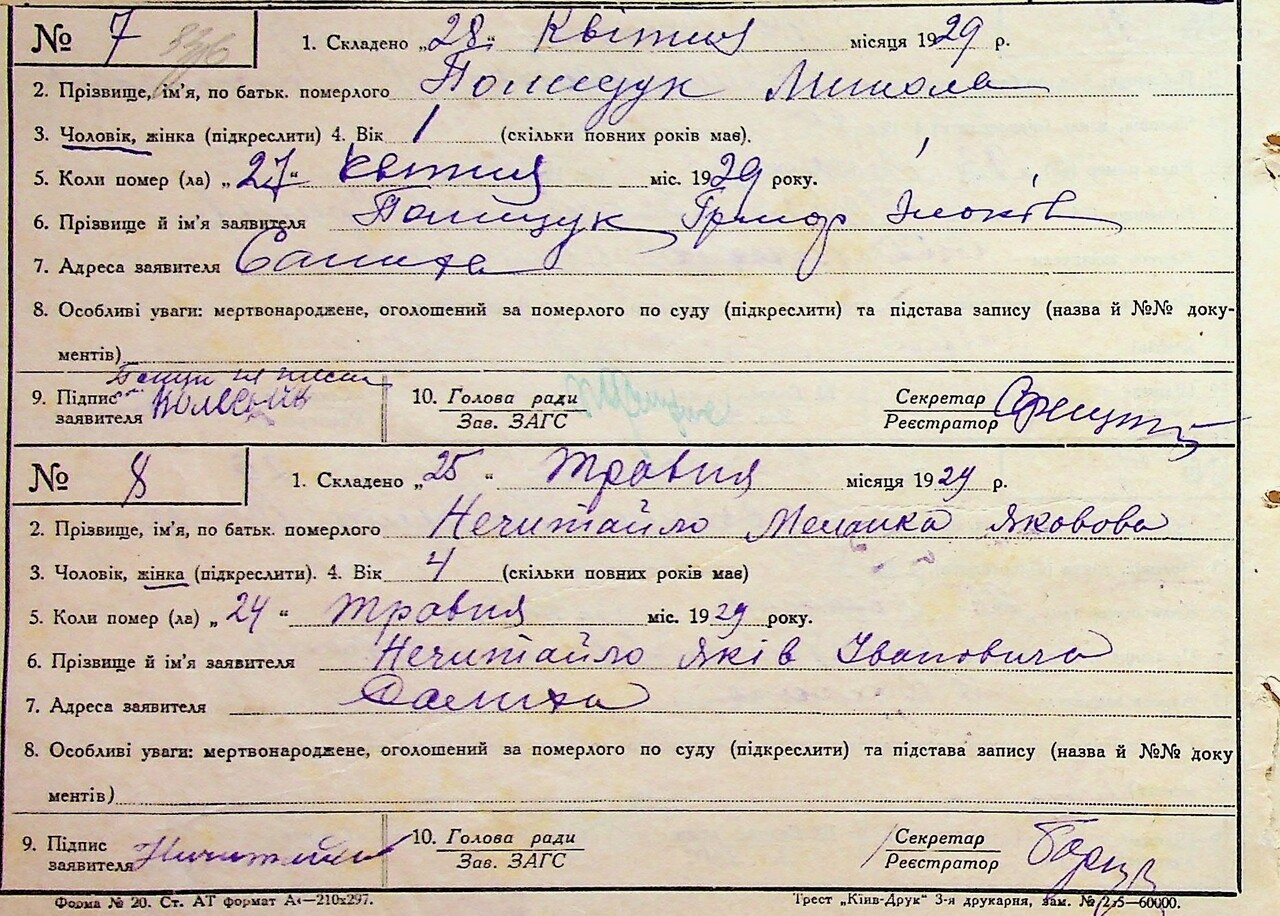 № 7 1. Складено „28“ Квітня місяця 1929 р.
2. Прізвище, ім'я, по батьк. померлого Поліщук Микола
3. Чоловік, жінка (підкреслити) 4. Вік 1 (скільки повних років має).
5. Коли помер (ла) „27“ квітня міс. 1929 року.
6. Прізвище й ім'я заявителя Поліщук
7. Адреса заявителя Салиха
8. Особливі уваги: мертвонароджене, оголошений за померлого по суду (підкреслити) та підстава запису (назва й №№ доку-
ментів)
9. Підпис 10. Голова ради Секретар
заявителя Зав. ЗАГС Реєстратор
№ 8 1. Складено „25“ травня місяця 1929 р.
2. Прізвище, ім'я, по батьк. померлого Нечитайло Меланка Яковова
3. Чоловік, жінка (підкреслити). 4. Вік 4 (скільки повних років має)
5. Коли помер (ла) „24“ травня міс. 1929 року.
6. Прізвище й ім'я заявителя Нечитайло Яків Івановича
7. Адреса заявителя Салиха
8. Особливі уваги: мертвонароджене, оголошений за померлого по суду (підкреслити) та підстава запису (назва й №№ доку
ментів)
9. Підпис 10. Голова ради Секретар
заявителя Зав. ЗАГС Реєстратор
Форма № 20. Ст. АТ формат А4—210х297. Трест „Київ-Друк“ 3-я друкарня, зам. № 60000.